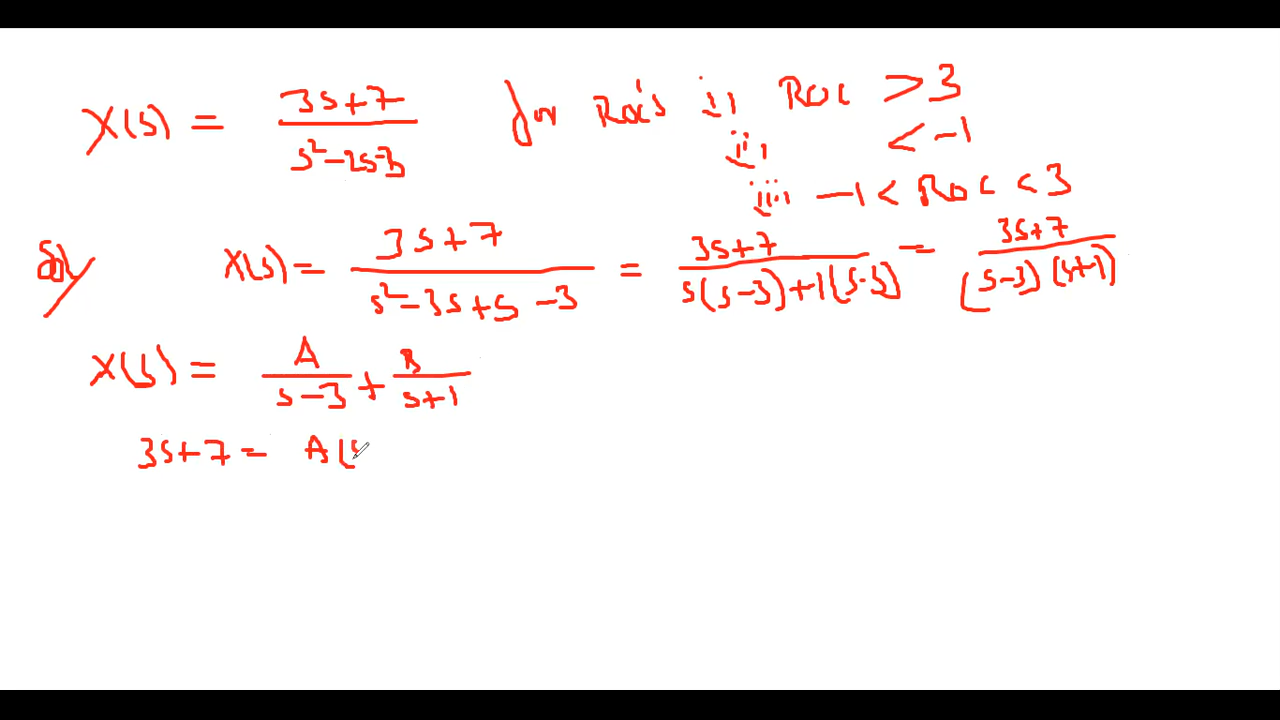 X(s) = (3s+7)/(s²-2s-3) for ROC's i) ROC > 3
ii) < -1
iii) -1 < ROC < 3
Sol/ X(s) = (3s+7)/(s²-3s+s-3) = (3s+7)/(s(s-3)+1(s-3)) = (3s+7)/((s-3)(s+1))
X(s) = A/(s-3) + B/(s+1)
3s+7 = A(s